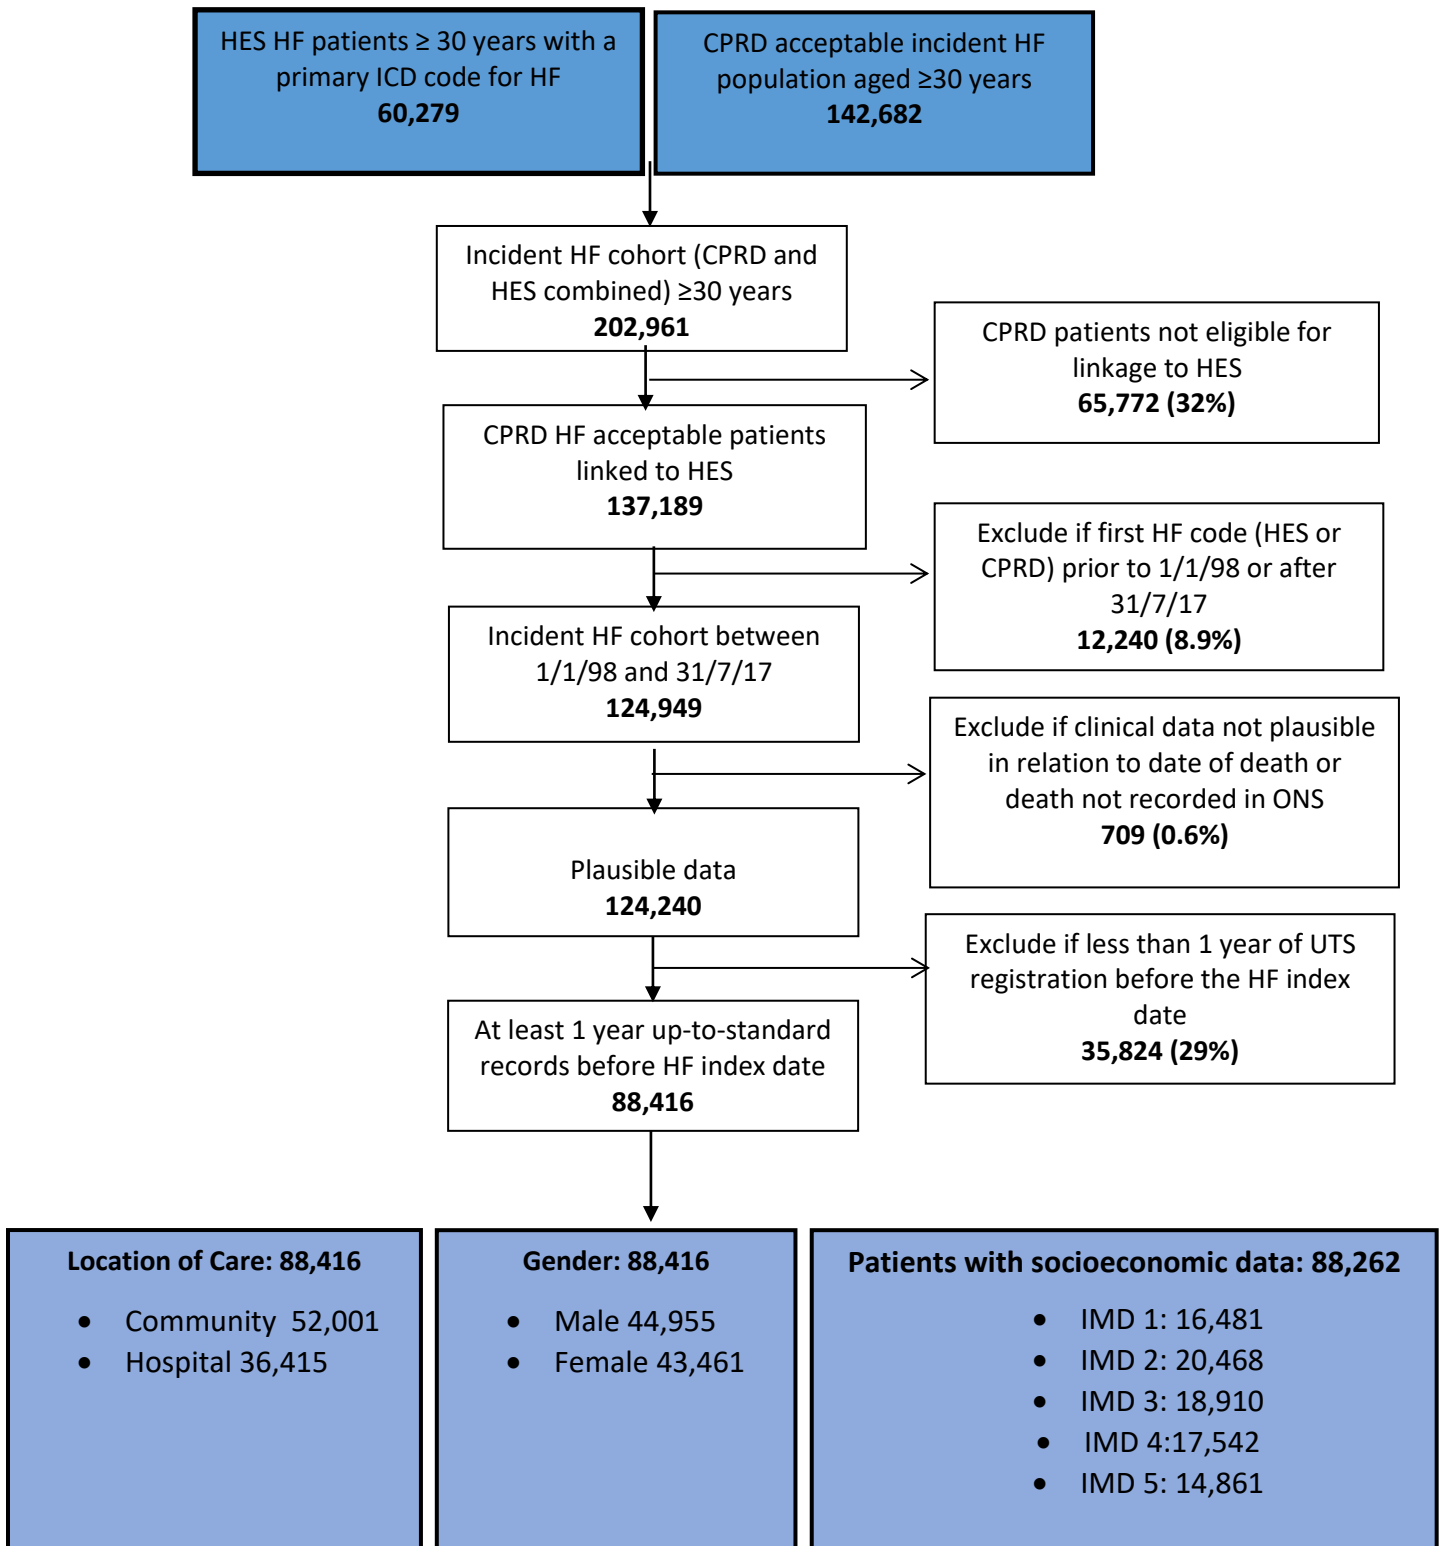 HES HF patients ≥ 30 years with a
primary ICD code for HF
60,279
CPRD acceptable incident HF
population aged ≥30 years
142,682
Incident HF cohort (CPRD and
HES combined) ≥30 years
202,961
CPRD patients not eligible for
linkage to HES
65,772 (32%)
CPRD HF acceptable patients
linked to HES
137,189
Exclude if first HF code (HES or
CPRD) prior to 1/1/98 or after
31/7/17
12,240 (8.9%)
Incident HF cohort between
1/1/98 and 31/7/17
124,949
Exclude if clinical data not plausible
in relation to date of death or
death not recorded in ONS
709 (0.6%)
Plausible data
124,240
Exclude if less than 1 year of UTS
registration before the HF index
date
35,824 (29%)
At least 1 year up-to-standard
records before HF index date
88,416
Location of Care: 88,416
• Community 52,001
• Hospital 36,415
Gender: 88,416
• Male 44,955
• Female 43,461
Patients with socioeconomic data: 88,262
• IMD 1: 16,481
• IMD 2: 20,468
• IMD 3: 18,910
• IMD 4:17,542
• IMD 5: 14,861